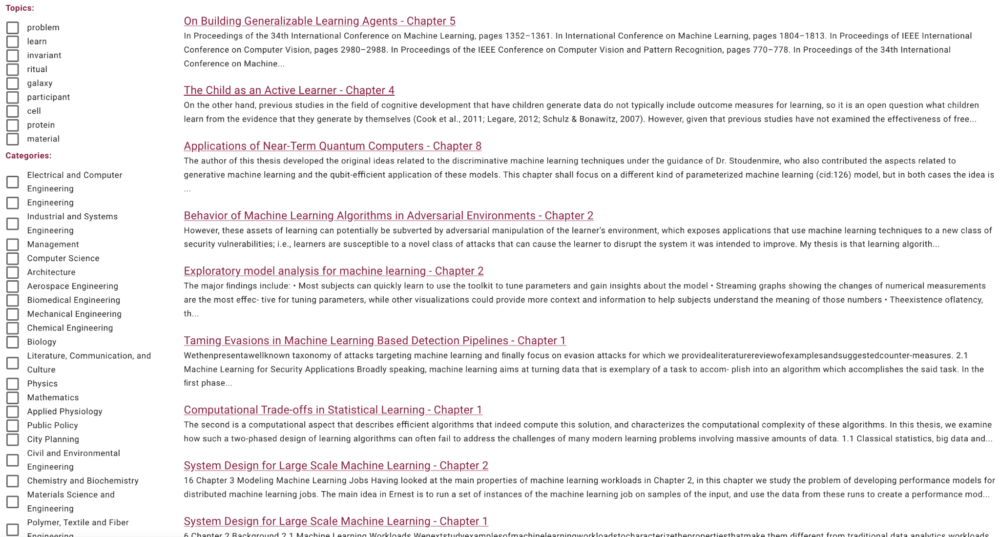 Topics:
problem
learn
invariant
ritual
galaxy
participant
cell
protein
material
Categories:
Electrical and Computer
Engineering
Engineering
Industrial and Systems
Engineering
Management
Computer Science
Architecture
Aerospace Engineering
Biomedical Engineering
Mechanical Engineering
Chemical Engineering
Biology
Literature, Communication, and
Culture
Physics
Mathematics
Applied Physiology
Public Policy
City Planning
Civil and Environmental
Engineering
Chemistry and Biochemistry
Materials Science and
Engineering
Polymer, Textile and Fiber
Engineering
On Building Generalizable Learning Agents - Chapter 5
In Proceedings of the 34th International Conference on Machine Learning, pages 1352–1361. In International Conference on Machine Learning, pages 1804–1813. In Proceedings of IEEE International
Conference on Computer Vision, pages 2980–2988. In Proceedings of the IEEE Conference on Computer Vision and Pattern Recognition, pages 770–778. In Proceedings of the 34th International
Conference on Machine...
The Child as an Active Learner - Chapter 4
On the other hand, previous studies in the field of cognitive development that have children generate data do not typically include outcome measures for learning, so it is an open question what children
learn from the evidence that they generate by themselves (Cook et al., 2011; Legare, 2012; Schulz & Bonawitz, 2007). However, given that previous studies have not examined the effectiveness of free...
Applications of Near-Term Quantum Computers - Chapter 8
The author of this thesis developed the original ideas related to the discriminative machine learning techniques under the guidance of Dr. Stoudenmire, who also contributed the aspects related to
generative machine learning and the qubit-efficient application of these models. This chapter shall focus on a different kind of parameterized machine learning (cid:126) model, but in both cases the idea is
...
Behavior of Machine Learning Algorithms in Adversarial Environments - Chapter 2
However, these assets of learning can potentially be subverted by adversarial manipulation of the learner’s environment, which exposes applications that use machine learning techniques to a new class of
security vulnerabilities; i.e., learners are susceptible to a novel class of attacks that can cause the learner to disrupt the system it was intended to improve. My thesis is that learning algorith...
Exploratory model analysis for machine learning - Chapter 2
The major findings include: • Most subjects can quickly learn to use the toolkit to tune parameters and gain insights about the model • Streaming graphs showing the changes of numerical measurements
are the most effec- tive for tuning parameters, while other visualizations could provide more context and information to help subjects understand the meaning of those numbers • Theexistence oflatency,
th...
Taming Evasions in Machine Learning Based Detection Pipelines - Chapter 1
Wethenpresentawellknown taxonomy of attacks targeting machine learning and finally focus on evasion attacks for which we providealiteraturereviewofexamplesandsuggestedcounter-measures. 2.1
Machine Learning for Security Applications Broadly speaking, machine learning aims at turning data that is exemplary of a task to accom- plish into an algorithm which accomplishes the said task. In the
first phase...
Computational Trade-offs in Statistical Learning - Chapter 1
The second is a computational aspect that describes efficient algorithms that indeed compute this solution, and characterizes the computational complexity of these algorithms. In this thesis, we examine
how such a two-phased design of learning algorithms can often fail to address the challenges of many modern learning problems involving massive amounts of data. 1.1 Classical statistics, big data and...
System Design for Large Scale Machine Learning - Chapter 2
16 Chapter 3 Modeling Machine Learning Jobs Having looked at the main properties of machine learning workloads in Chapter 2, in this chapter we study the problem of developing performance models for
distributed machine learning jobs. The main idea in Ernest is to run a set of instances of the machine learning job on samples of the input, and use the data from these runs to create a performance mod...
System Design for Large Scale Machine Learning - Chapter 1
6 Chapter 2 Background 2.1 Machine Learning Workloads Wenextstudyexamplesofmachinelearningworkloadstocharacterizethepropertiesthatmake them different from traditional data analytics workloads.